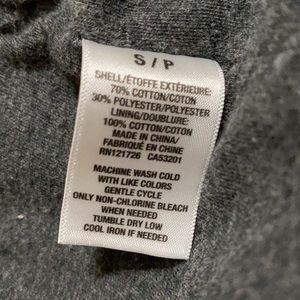 S / P
SHELL/ÉTOFFE EXTÉRIEURE:
70% COTTON/COTON
30% POLYESTER/POLYESTER
LINING/DOUBLURE:
100% COTTON/COTON
MADE IN CHINA/
FABRIQUÉ EN CHINE
RN121726 CA53201
MACHINE WASH COLD
WITH LIKE COLORS
GENTLE CYCLE
ONLY NON-CHLORINE BLEACH
WHEN NEEDED
TUMBLE DRY LOW
COOL IRON IF NEEDED